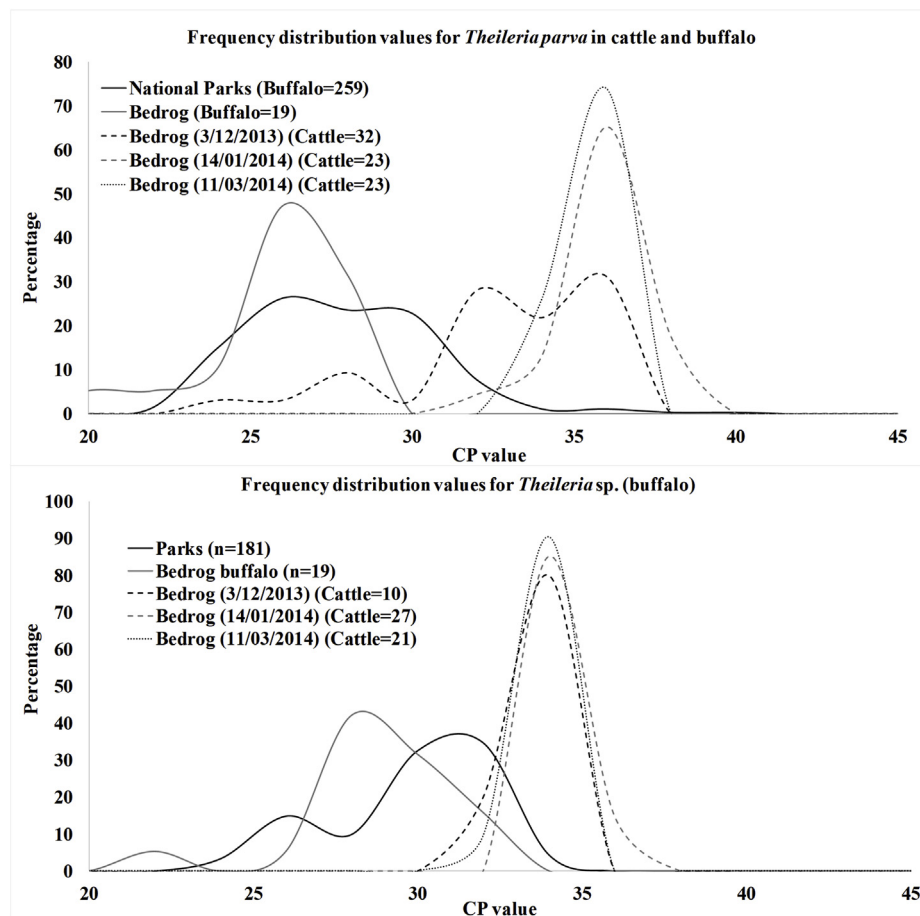 Frequency distribution values for Theileria parva in cattle and buffalo
80
70
60
50
40
30
20
10
0
Percentage
National Parks (Buffalo=259)
Bedrog (Buffalo=19)
Bedrog (3/12/2013) (Cattle=32)
Bedrog (14/01/2014) (Cattle=23)
Bedrog (11/03/2014) (Cattle=23)
20 25 30 35 40 45
CP value
Frequency distribution values for Theileria sp. (buffalo)
100
90
80
70
60
50
40
30
20
10
0
Percentage
Parks (n=181)
Bedrog buffalo (n=19)
Bedrog (3/12/2013) (Cattle=10)
Bedrog (14/01/2014) (Cattle=27)
Bedrog (11/03/2014) (Cattle=21)
20 25 30 35 40 45
CP value